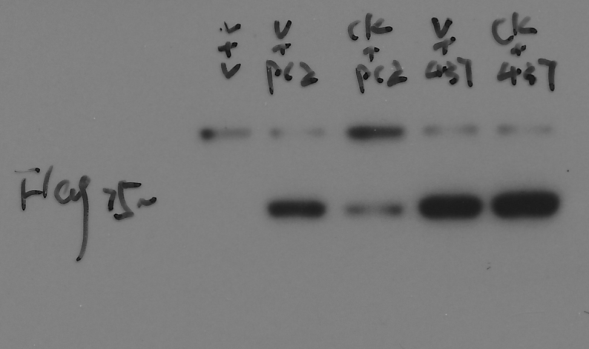 V V CK V CK
+ + + + +
V pc2 pc2 437 437
Flag 75~